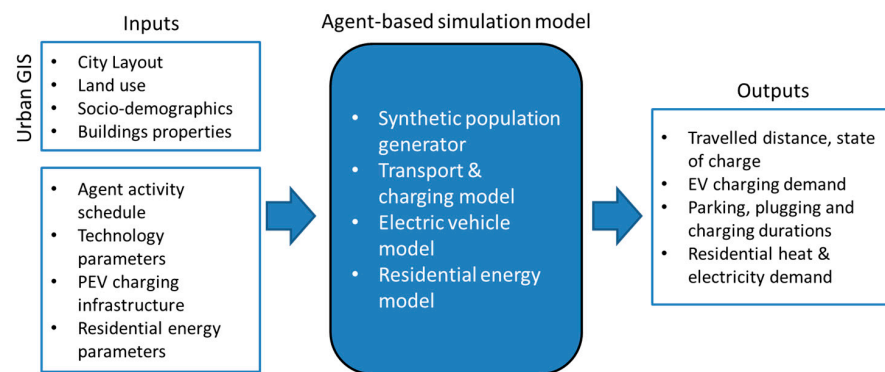 Inputs
Urban GIS
• City Layout
• Land use
• Socio-demographics
• Buildings properties
• Agent activity
schedule
• Technology
parameters
• PEV charging
infrastructure
• Residential energy
parameters
Agent-based simulation model
• Synthetic population
generator
• Transport &
charging model
• Electric vehicle
model
• Residential energy
model
Outputs
• Travelled distance, state
of charge
• EV charging demand
• Parking, plugging and
charging durations
• Residential heat &
electricity demand